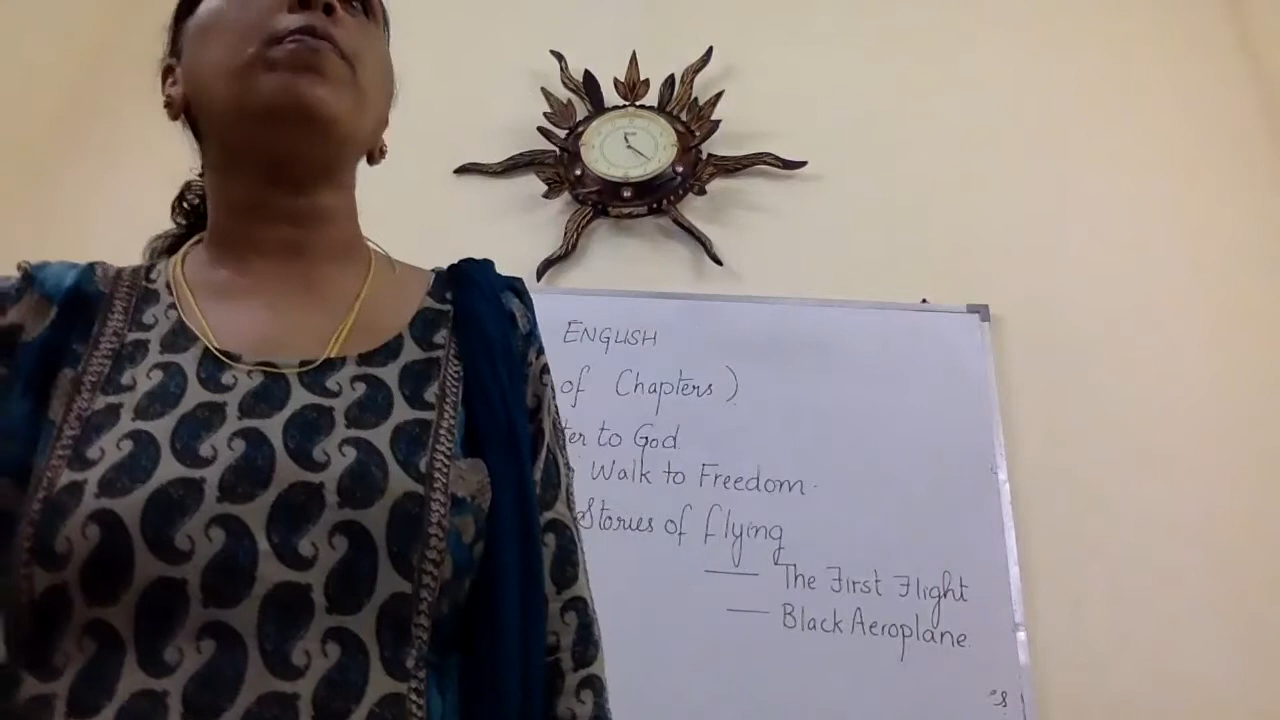 ENGLISH
of Chapters)
ter to God
Walk to Freedom.
Stories of flying
— The First Flight
— Black Aeroplane
's